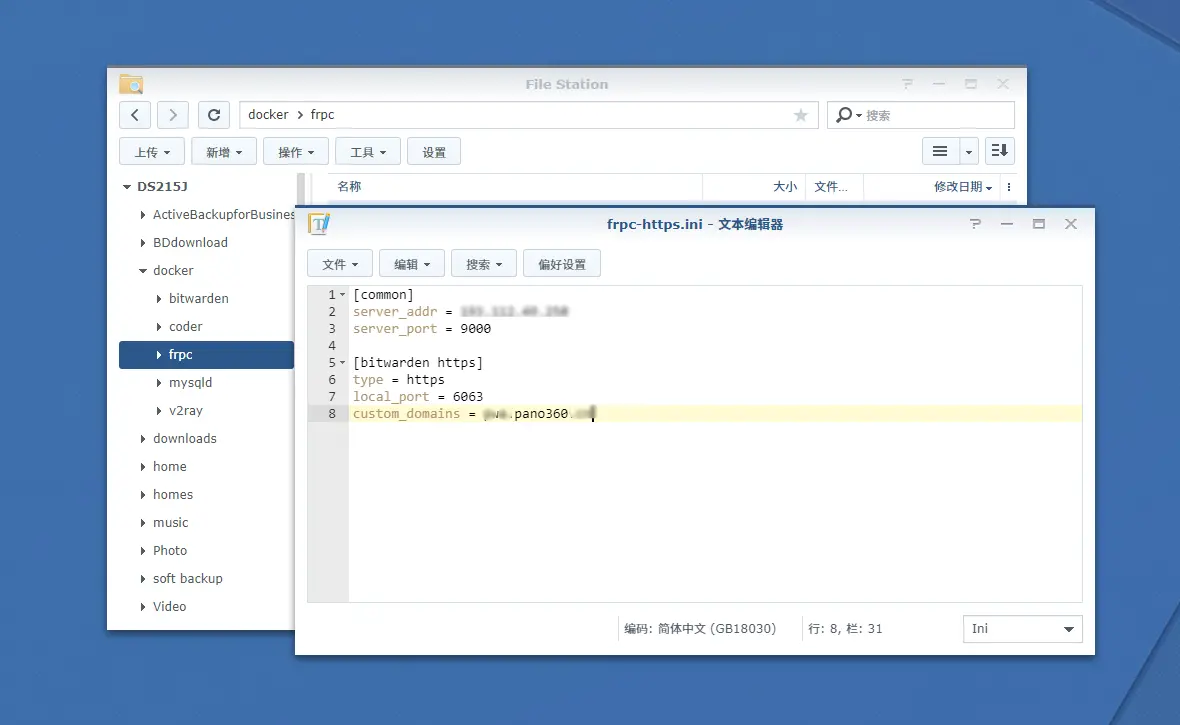 File Station
docker frpc
搜索
上传 新增 操作 工具 设置
名称 大小 文件... 修改日期
DS215J
ActiveBackupforBusines
BDdownload
docker
bitwarden
coder
frpc
mysqld
v2ray
downloads
home
homes
music
Photo
soft backup
Video
frpc-https.ini - 文本编辑器
文件 编辑 搜索 偏好设置
1 [common]
2 server_addr =
3 server_port = 9000
4
5 [bitwarden https]
6 type = https
7 local_port = 6063
8 custom_domains = .pano360.
编码: 简体中文 (GB18030) 行: 8, 栏: 31 Ini